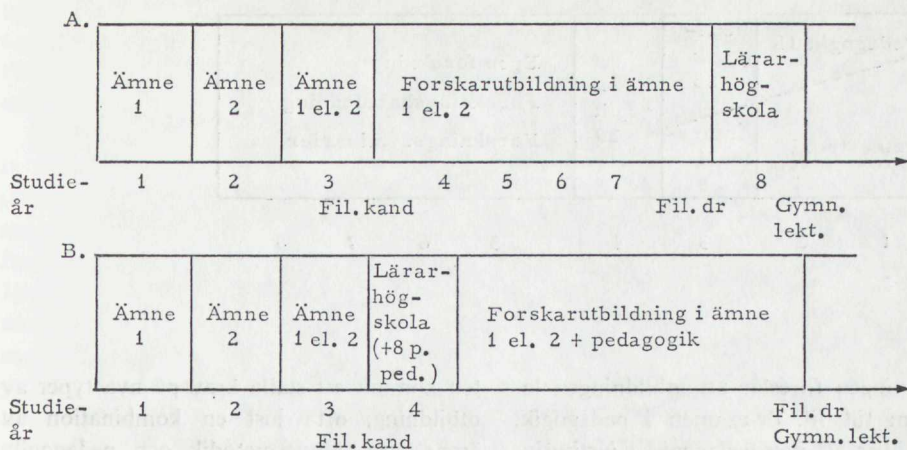 A.
Ämne
1
Ämne
2
Ämne
1 el. 2
Forskarutbildning i ämne
1 el. 2
Lärar-
hög-
skola
Studie-
år
1 2 3 4 5 6 7 8
Fil. kand Fil. dr Gymn.
lekt.
B.
Ämne
1
Ämne
2
Ämne
1 el. 2
Lärar-
hög-
skola
(+8 p.
ped.)
Forskarutbildning i ämne
1 el. 2 + pedagogik
Studie-
år
1 2 3 4
Fil. kand
Fil. dr
Gymn. lekt.